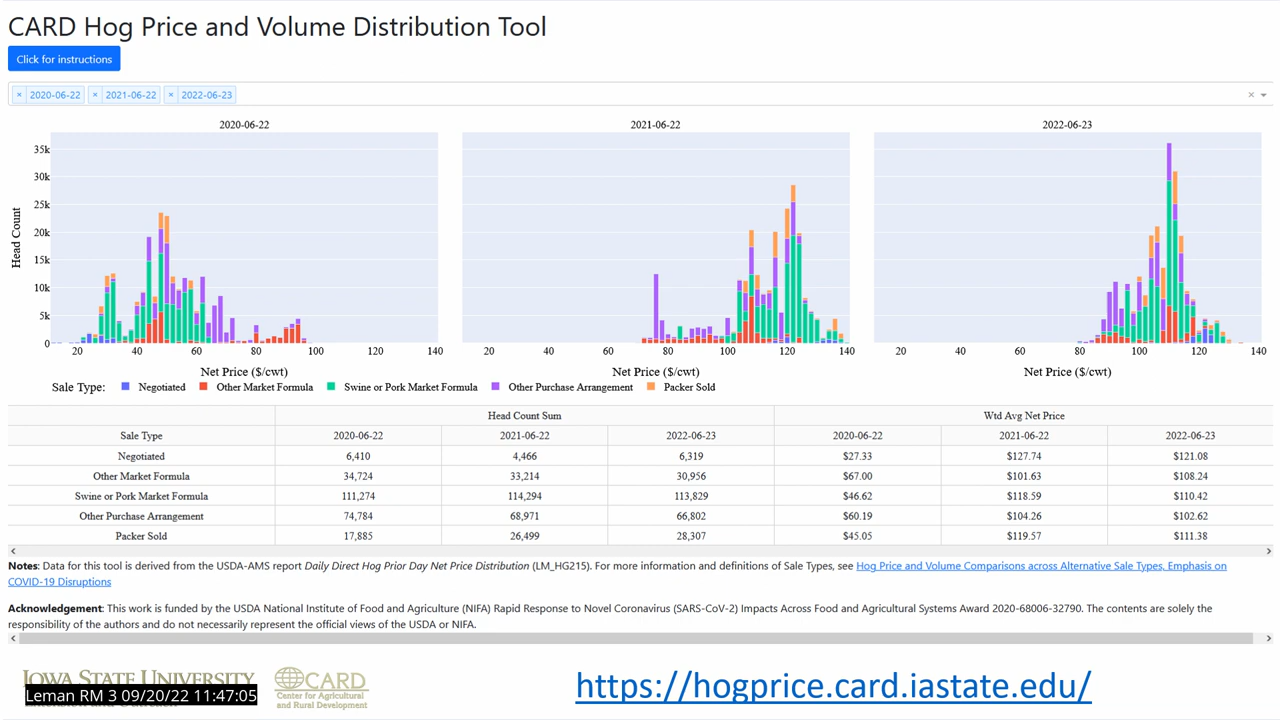 CARD Hog Price and Volume Distribution Tool
Click for instructions
× 2020-06-22 × 2021-06-22 × 2022-06-23
2020-06-22 2021-06-22 2022-06-23
35k
30k
25k
20k
15k
10k
5k
0
Head Count
20 40 60 80 100 120 140 20 40 60 80 100 120 140 20 40 60 80 100 120 140
Net Price ($/cwt) Net Price ($/cwt) Net Price ($/cwt)
Sale Type: Negotiated Other Market Formula Swine or Pork Market Formula Other Purchase Arrangement Packer Sold
Head Count Sum Wtd Avg Net Price
Sale Type 2020-06-22 2021-06-22 2022-06-23 2020-06-22 2021-06-22 2022-06-23
Negotiated 6,410 4,466 6,319 $27.33 $127.74 $121.08
Other Market Formula 34,724 33,214 30,956 $67.00 $101.63 $108.24
Swine or Pork Market Formula 111,274 114,294 113,829 $46.62 $118.59 $110.42
Other Purchase Arrangement 74,784 68,971 66,802 $60.19 $104.26 $102.62
Packer Sold 17,885 26,499 28,307 $45.05 $119.57 $111.38
Notes: Data for this tool is derived from the USDA-AMS report Daily Direct Hog Prior Day Net Price Distribution (LM_HG215). For more information and definitions of Sale Types, see Hog Price and Volume Comparisons across Alternative Sale Types, Emphasis on
COVID-19 Disruptions
Acknowledgement: This work is funded by the USDA National Institute of Food and Agriculture (NIFA) Rapid Response to Novel Coronavirus (SARS-CoV-2) Impacts Across Food and Agricultural Systems Award 2020-68006-32790. The contents are solely the
responsibility of the authors and do not necessarily represent the official views of the USDA or NIFA.
IOWA STATE UNIVERSITY
Leman RM 3 09/20/22 11:47:05
CARD
Center for Agricultural
and Rural Development
https://hogprice.card.iastate.edu/